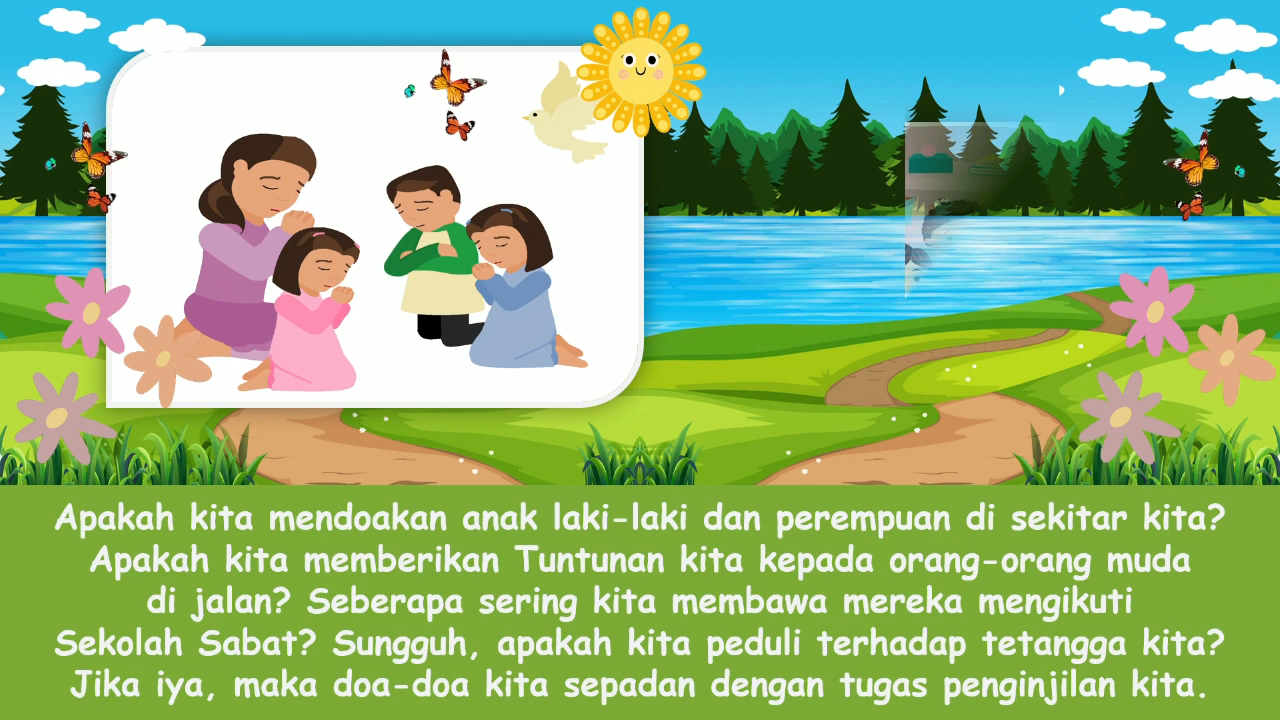 Apakah kita mendoakan anak laki-laki dan perempuan di sekitar kita?
Apakah kita memberikan Tuntunan kita kepada orang-orang muda
di jalan? Seberapa sering kita membawa mereka mengikuti
Sekolah Sabat? Sungguh, apakah kita peduli terhadap tetangga kita?
Jika iya, maka doa-doa kita sepadan dengan tugas penginjilan kita.